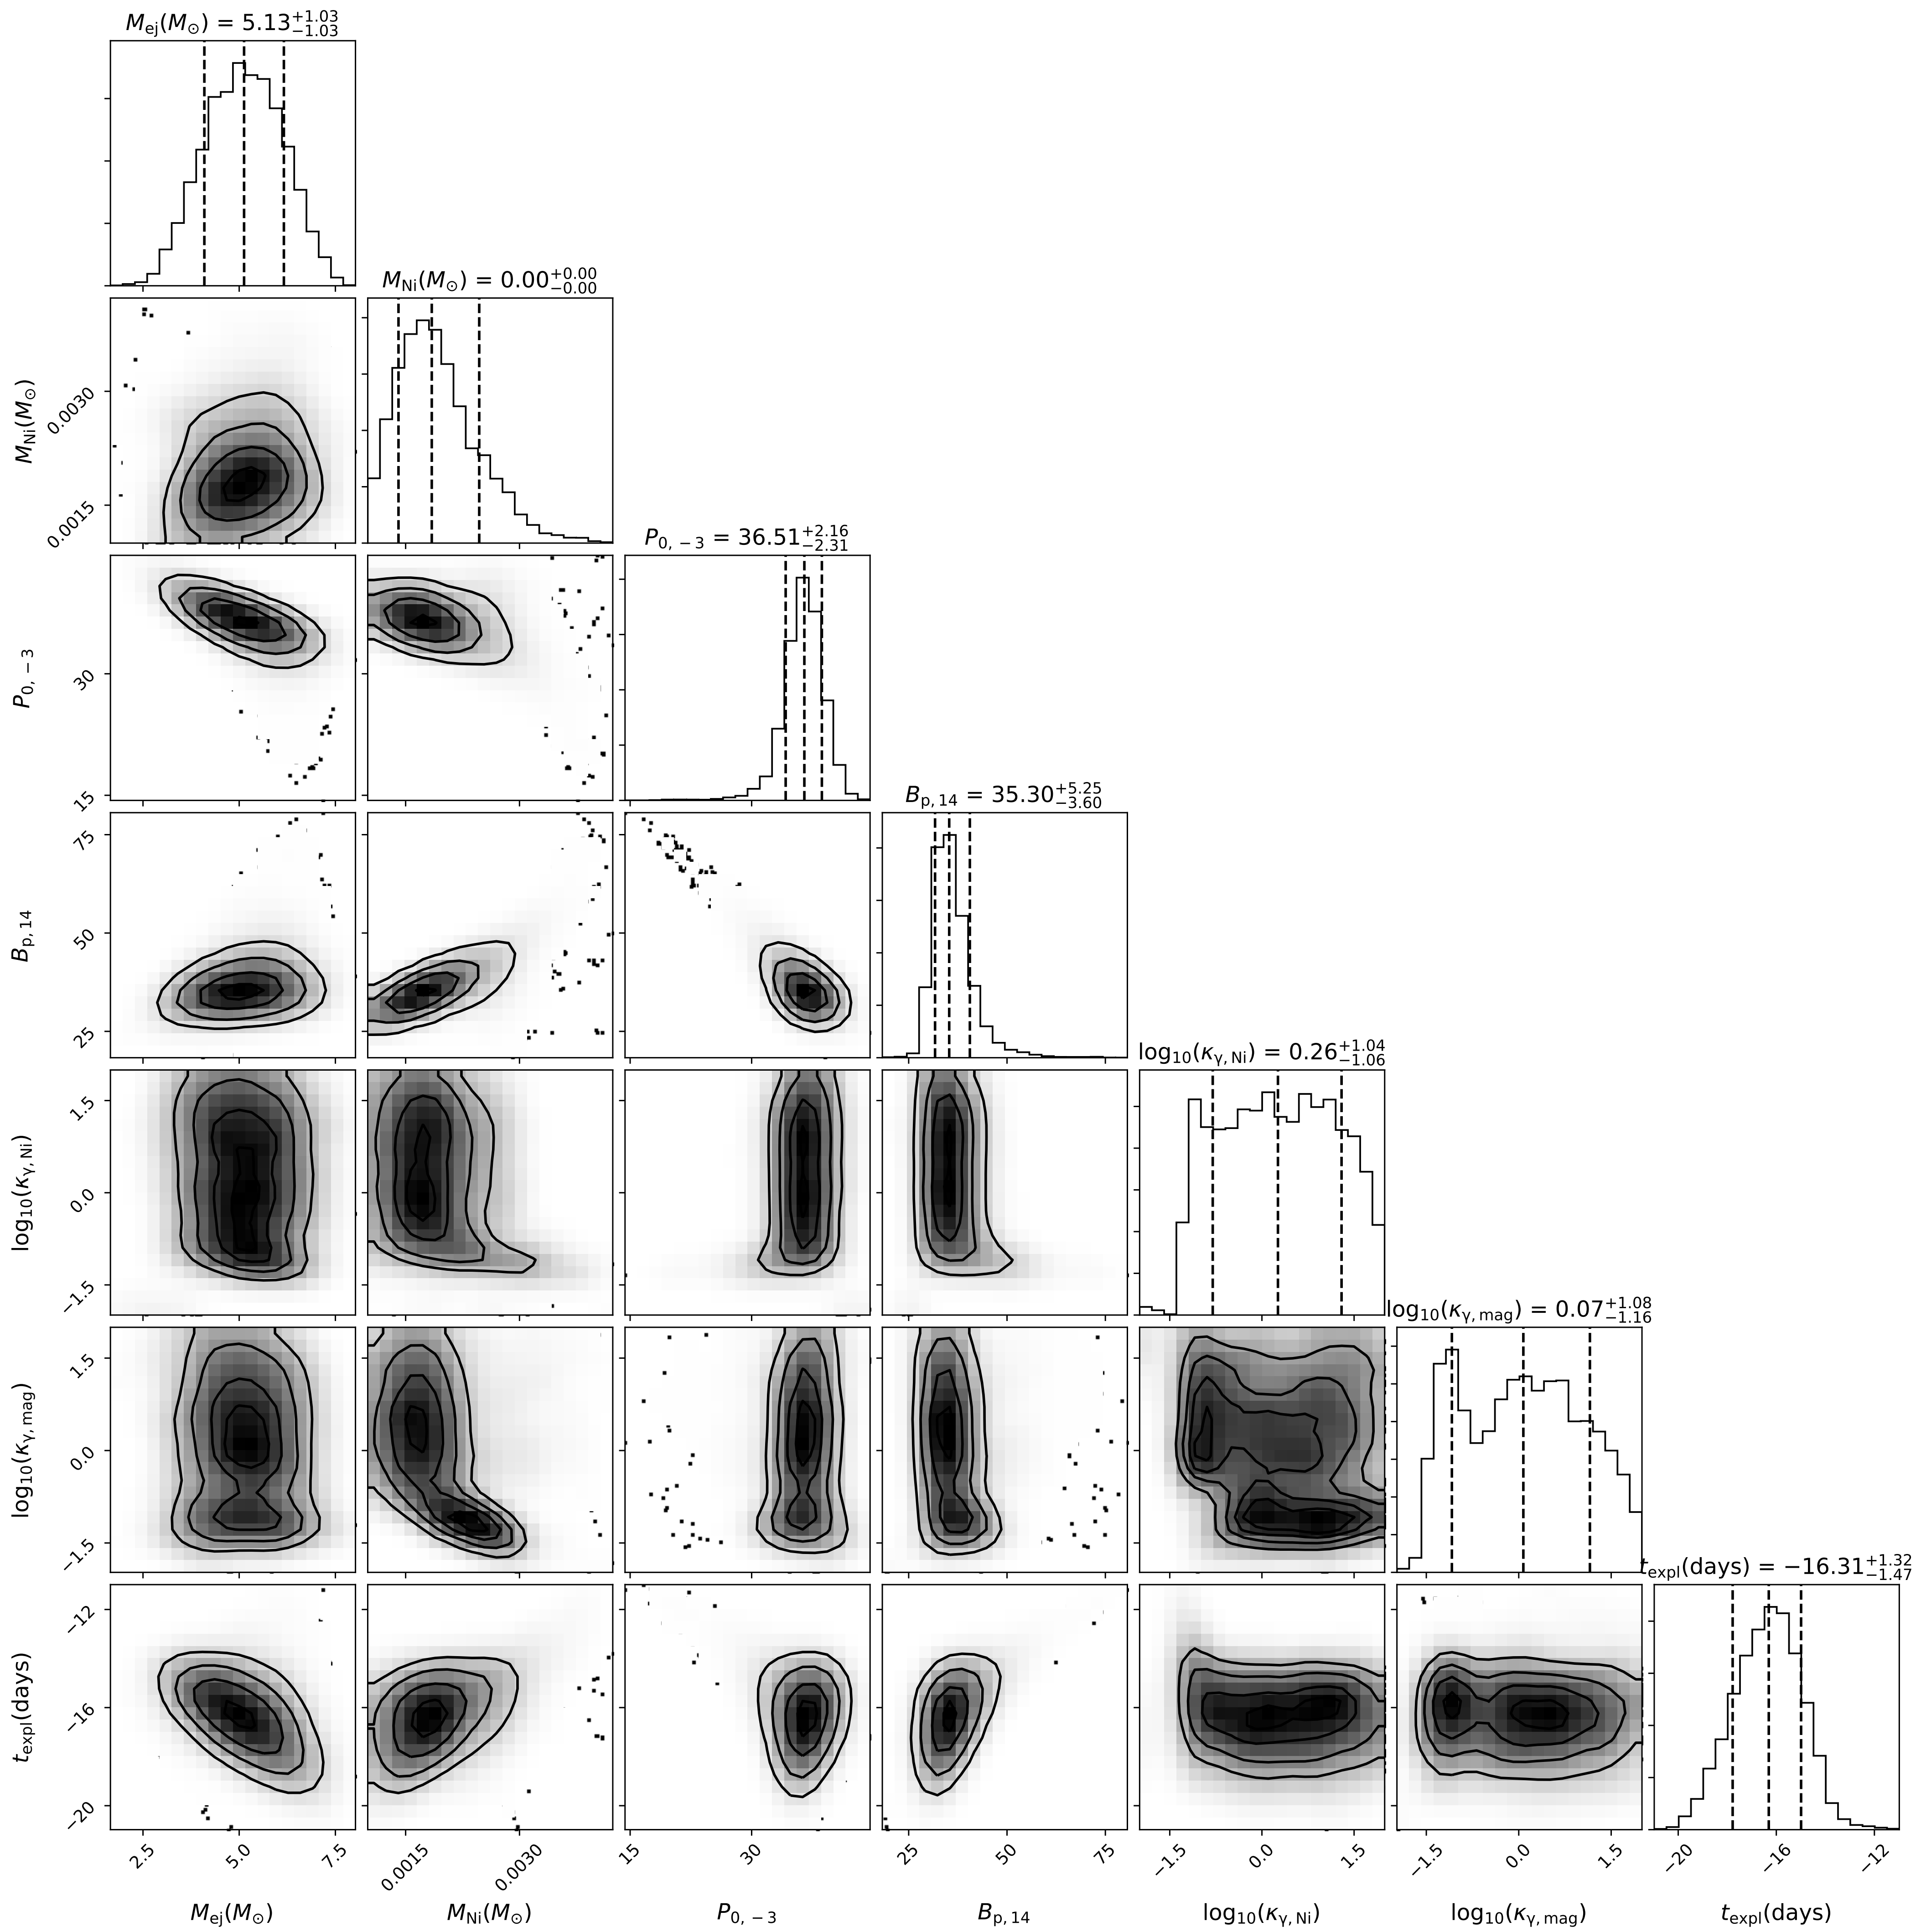 M_ej(M_⊙) = 5.13^{+1.03}_{−1.03}
M_Ni(M_⊙) = 0.00^{+0.00}_{−0.00}
M_Ni(M_⊙)
0.0030
0.0015
P_{0,−3} = 36.51^{+2.16}_{−2.31}
P_{0,−3}
30
15
B_{p,14} = 35.30^{+5.25}_{−3.60}
B_{p,14}
75
50
25
log_10(κ_{γ,Ni}) = 0.26^{+1.04}_{−1.06}
log_10(κ_{γ,Ni})
1.5
0.0
−1.5
log_10(κ_{γ,mag}) = 0.07^{+1.08}_{−1.16}
log_10(κ_{γ,mag})
1.5
0.0
−1.5
t_expl(days) = −16.31^{+1.32}_{−1.47}
t_expl(days)
−12
−16
−20
2.5 5.0 7.5 0.0015 0.0030 15 30 25 50 75 −1.5 0.0 1.5 −1.5 0.0 1.5 −20 −16 −12
M_ej(M_⊙) M_Ni(M_⊙) P_{0,−3} B_{p,14} log_10(κ_{γ,Ni}) log_10(κ_{γ,mag}) t_expl(days)